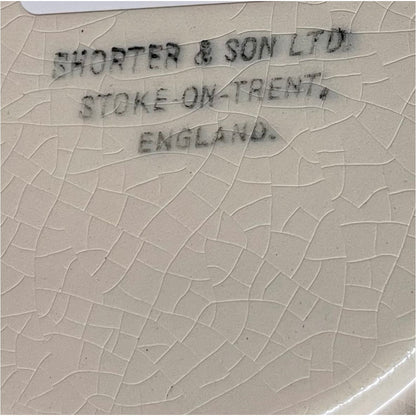 SHORTER & SON LTD.
STOKE-ON-TRENT,
ENGLAND.